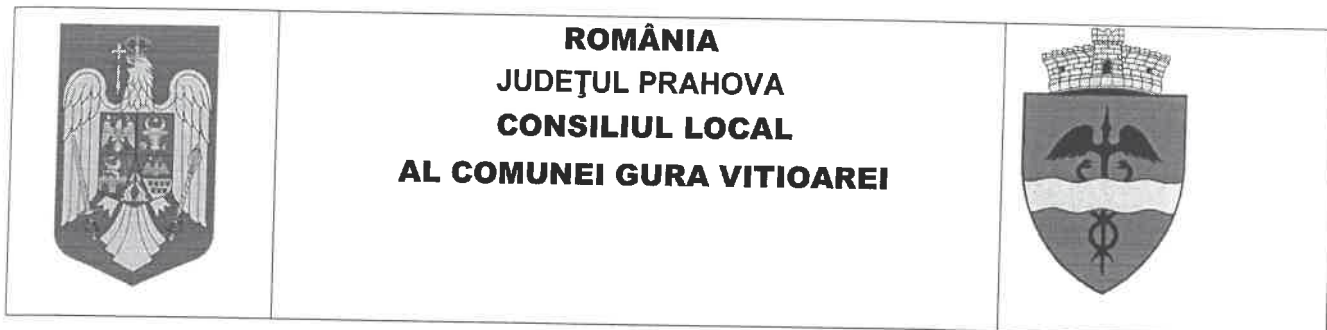 ROMÂNIA
JUDEŢUL PRAHOVA
CONSILIUL LOCAL
AL COMUNEI GURA VITIOAREI